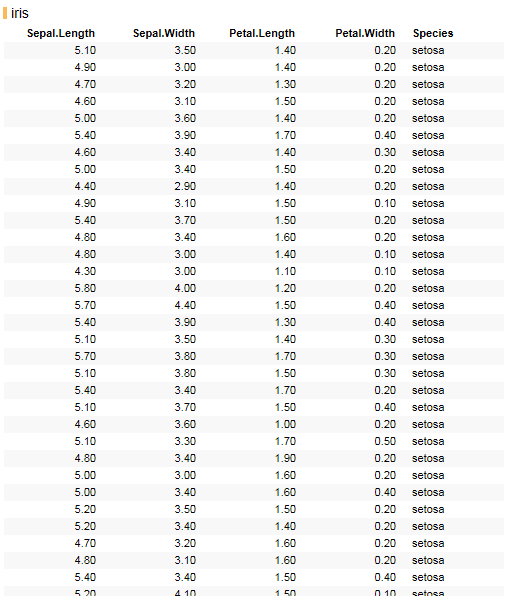 iris
Sepal.Length Sepal.Width Petal.Length Petal.Width Species
5.10 3.50 1.40 0.20 setosa
4.90 3.00 1.40 0.20 setosa
4.70 3.20 1.30 0.20 setosa
4.60 3.10 1.50 0.20 setosa
5.00 3.60 1.40 0.20 setosa
5.40 3.90 1.70 0.40 setosa
4.60 3.40 1.40 0.30 setosa
5.00 3.40 1.50 0.20 setosa
4.40 2.90 1.40 0.20 setosa
4.90 3.10 1.50 0.10 setosa
5.40 3.70 1.50 0.20 setosa
4.80 3.40 1.60 0.20 setosa
4.80 3.00 1.40 0.10 setosa
4.30 3.00 1.10 0.10 setosa
5.80 4.00 1.20 0.20 setosa
5.70 4.40 1.50 0.40 setosa
5.40 3.90 1.30 0.40 setosa
5.10 3.50 1.40 0.30 setosa
5.70 3.80 1.70 0.30 setosa
5.10 3.80 1.50 0.30 setosa
5.40 3.40 1.70 0.20 setosa
5.10 3.70 1.50 0.40 setosa
4.60 3.60 1.00 0.20 setosa
5.10 3.30 1.70 0.50 setosa
4.80 3.40 1.90 0.20 setosa
5.00 3.00 1.60 0.20 setosa
5.00 3.40 1.60 0.40 setosa
5.20 3.50 1.50 0.20 setosa
5.20 3.40 1.40 0.20 setosa
4.70 3.20 1.60 0.20 setosa
4.80 3.10 1.60 0.20 setosa
5.40 3.40 1.50 0.40 setosa
5.20 4.10 1.50 0.10 setosa